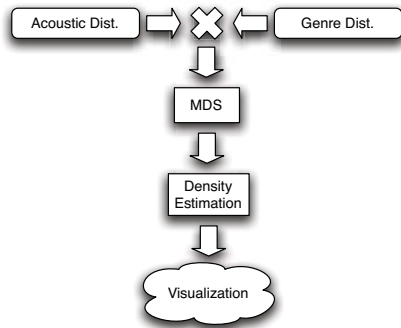 Acoustic Dist.
Genre Dist.
MDS
Density
Estimation
Visualization